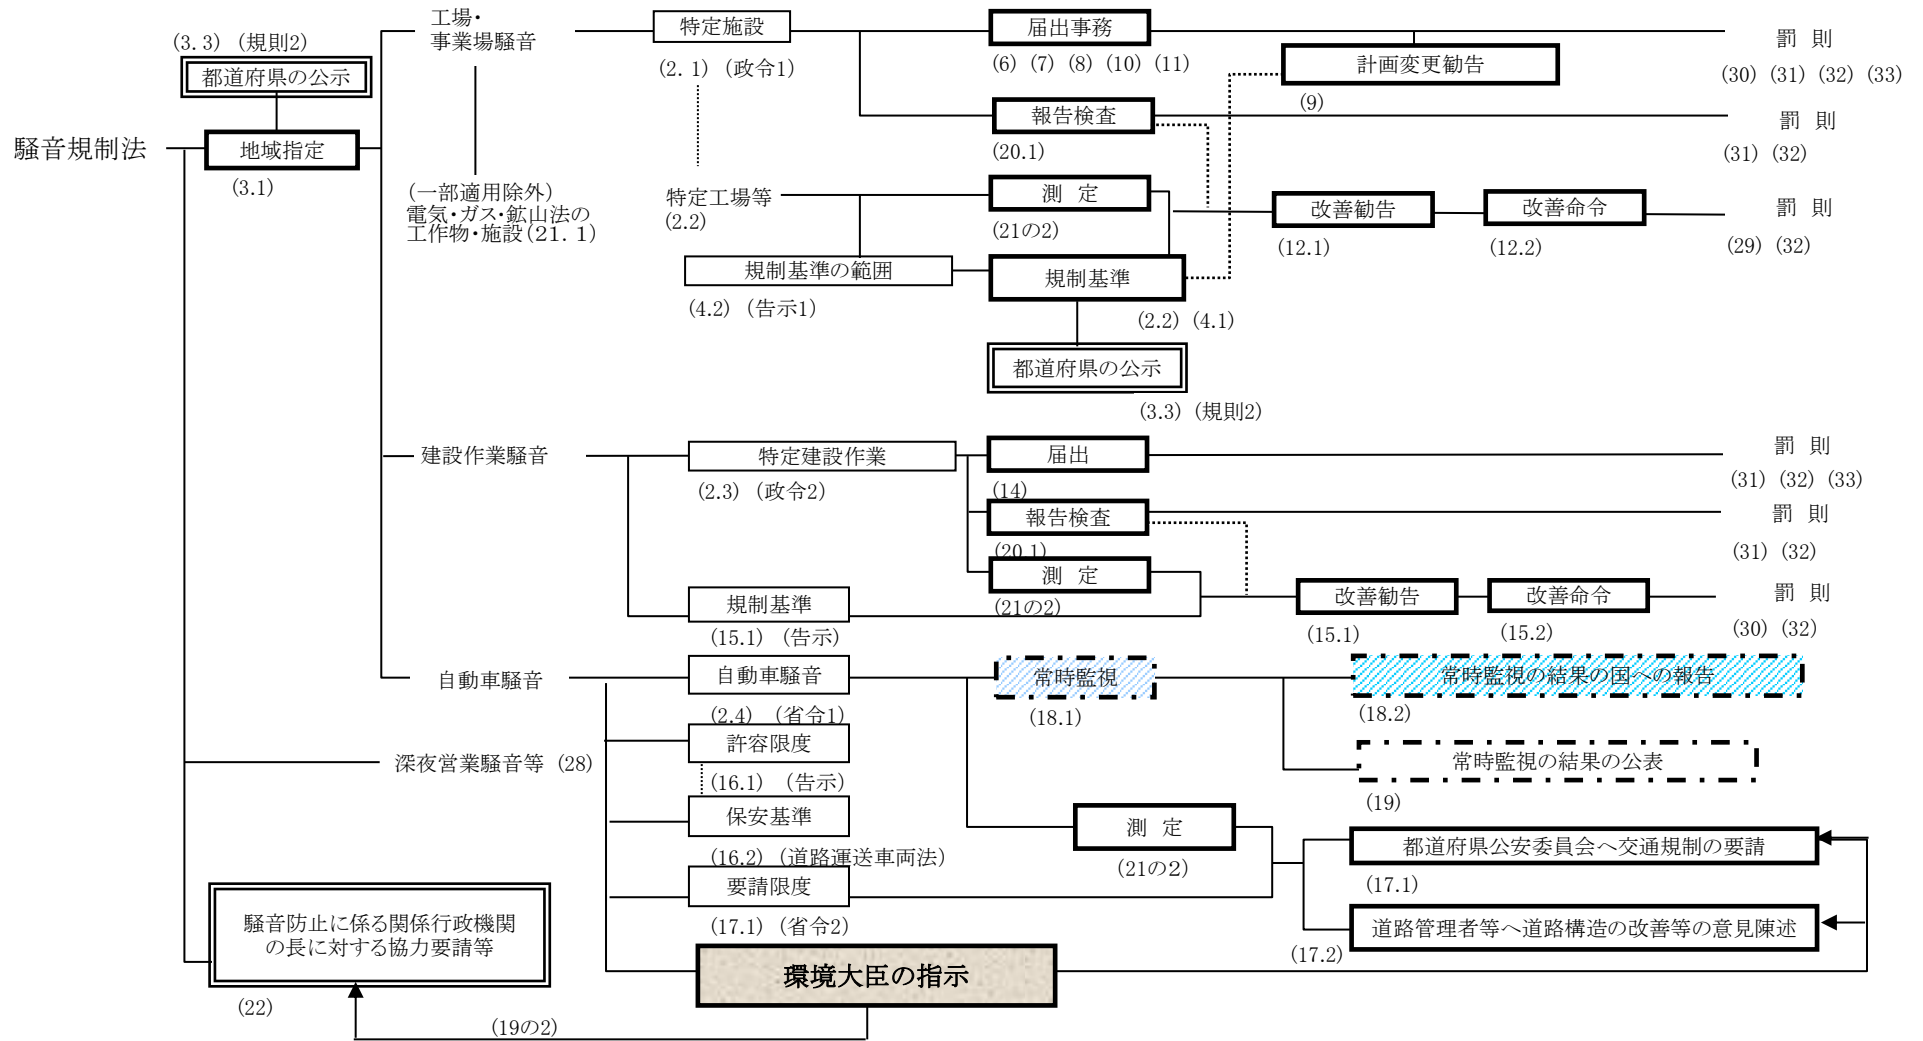 騒音規制法
(3.3) (規則2)
都道府県の公示
地域指定
(3.1)
工場・
事業場騒音
(一部適用除外)
電気・ガス・鉱山法の
工作物・施設(21.1)
特定施設
(2.1) (政令1)
特定工場等
(2.2)
規制基準の範囲
(4.2) (告示1)
届出事務
(6) (7) (8) (10) (11)
計画変更勧告
(9)
罰 則
(30) (31) (32) (33)
報告検査
(20.1)
罰 則
(31) (32)
測 定
(21の2)
改善勧告
(12.1)
改善命令
(12.2)
罰 則
(29) (32)
規制基準
(2.2) (4.1)
都道府県の公示
(3.3) (規則2)
建設作業騒音
特定建設作業
(2.3) (政令2)
届出
(14)
罰 則
(31) (32) (33)
報告検査
(20.1)
罰 則
(31) (32)
測 定
(21の2)
規制基準
(15.1) (告示)
改善勧告
(15.1)
改善命令
(15.2)
罰 則
(30) (32)
自動車騒音
自動車騒音
(2.4) (省令1)
常時監視
(18.1)
常時監視の結果の国への報告
(18.2)
常時監視の結果の公表
(19)
許容限度
(16.1) (告示)
保安基準
(16.2) (道路運送車両法)
要請限度
(17.1) (省令2)
測 定
(21の2)
都道府県公安委員会へ交通規制の要請
(17.1)
道路管理者等へ道路構造の改善等の意見陳述
(17.2)
深夜営業騒音等 (28)
騒音防止に係る関係行政機関
の長に対する協力要請等
(22)
環境大臣の指示
(19の2)